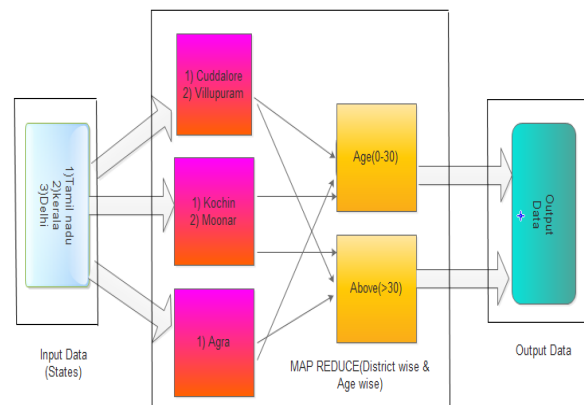 1)Tamil nadu
2)kerala
3)Delhi
Input Data
(States)
1) Cuddalore
2) Villupuram
1) Kochin
2) Moonar
1) Agra
Age(0-30)
Above(>30)
MAP REDUCE(District wise &
Age wise)
Output
Data
Output Data